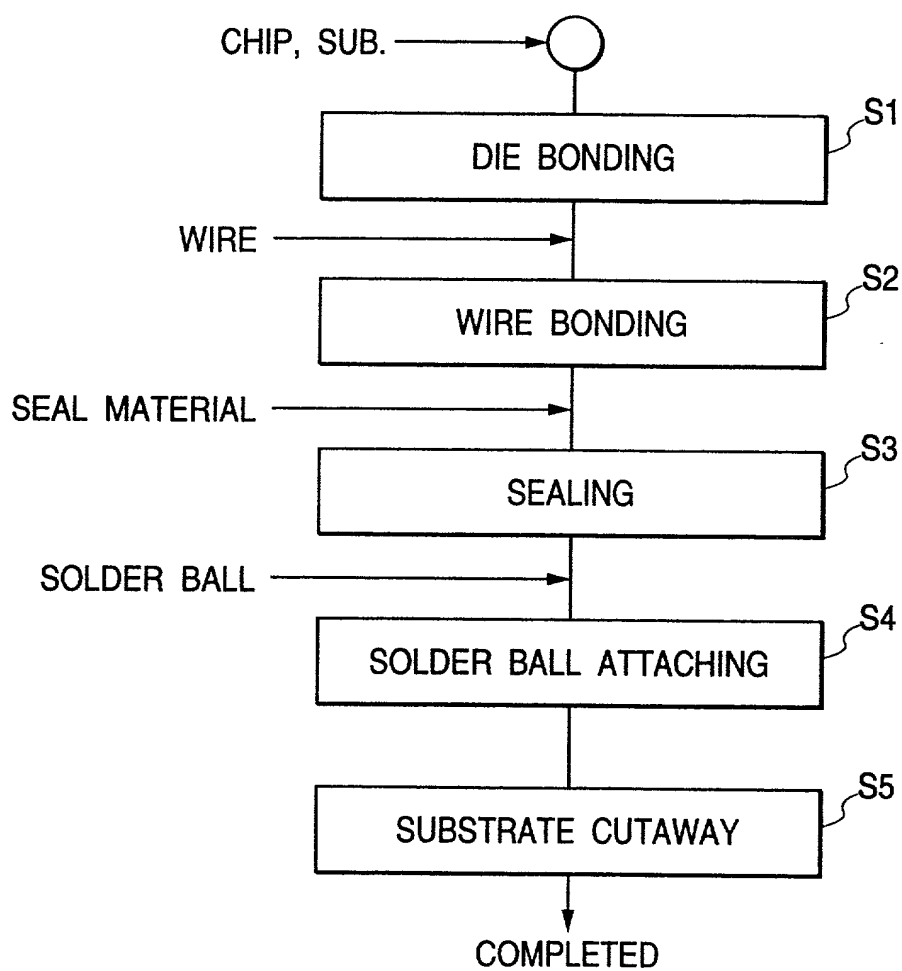 CHIP, SUB.
S1
DIE BONDING
WIRE
S2
WIRE BONDING
SEAL MATERIAL
S3
SEALING
SOLDER BALL
S4
SOLDER BALL ATTACHING
S5
SUBSTRATE CUTAWAY
COMPLETED